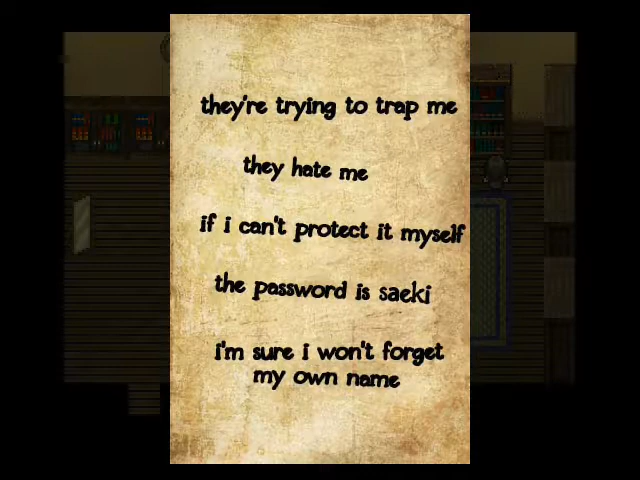 they're trying to trap me
they hate me
if i can't protect it myself
the password is saeki
i'm sure i won't forget
my own name